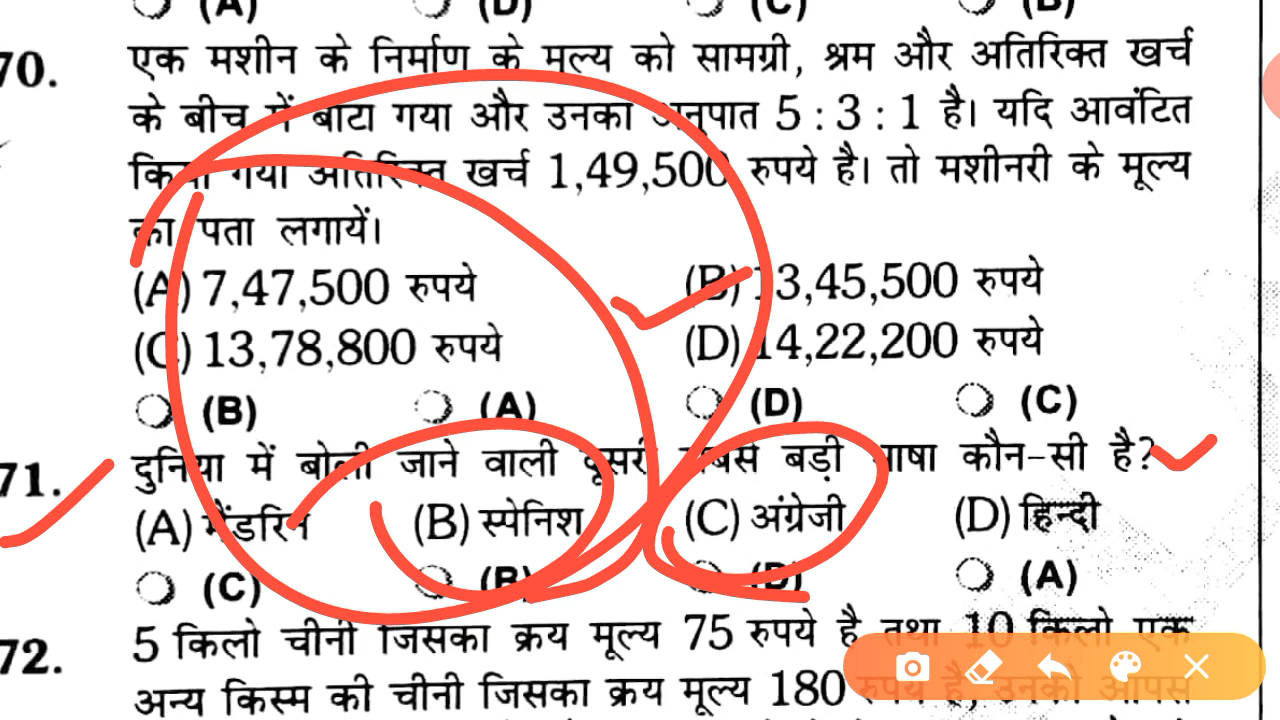 (A) (D) (C) (B)
70. एक मशीन के निर्माण के मूल्य को सामग्री, श्रम और अतिरिक्त खर्च
के बीच में बाटा गया और उनका अनुपात 5 : 3 : 1 है। यदि आवंटित
किया गया अतिरिक्त खर्च 1,49,500 रुपये है। तो मशीनरी के मूल्य
का पता लगायें।
(A) 7,47,500 रुपये (B) 13,45,500 रुपये
(C) 13,78,800 रुपये (D) 14,22,200 रुपये
(B) (A) (D) (C)
71. दुनिया में बोली जाने वाली दूसरी सबसे बड़ी भाषा कौन-सी है?
(A) मैंडरिन (B) स्पेनिश (C) अंग्रेजी (D) हिन्दी
(C) (B) (D) (A)
72. 5 किलो चीनी जिसका क्रय मूल्य 75 रुपये है तथा 10 किलो एक
अन्य किस्म की चीनी जिसका क्रय मूल्य 180 रुपये है, उनको आपस